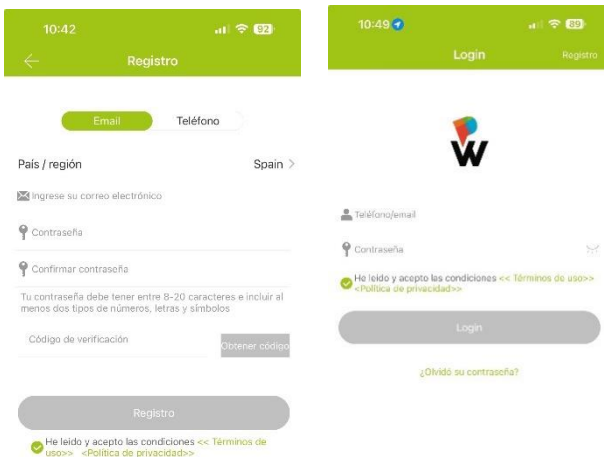 10:42
92
Registro
Email
Teléfono
País / región
Spain >
Ingrese su correo electrónico
Contraseña
Confirmar contraseña
Tu contraseña debe tener entre 8-20 caracteres e incluir al
menos dos tipos de números, letras y símbolos
Código de verificación
Obtener código
Registro
He leido y acepto las condiciones << Términos de
uso>> <Política de privacidad>>
10:49
89
Login
Registro
Teléfono/email
Contraseña
He leido y acepto las condiciones << Términos de uso>>
<Política de privacidad>>
Login
¿Olvidó su contraseña?